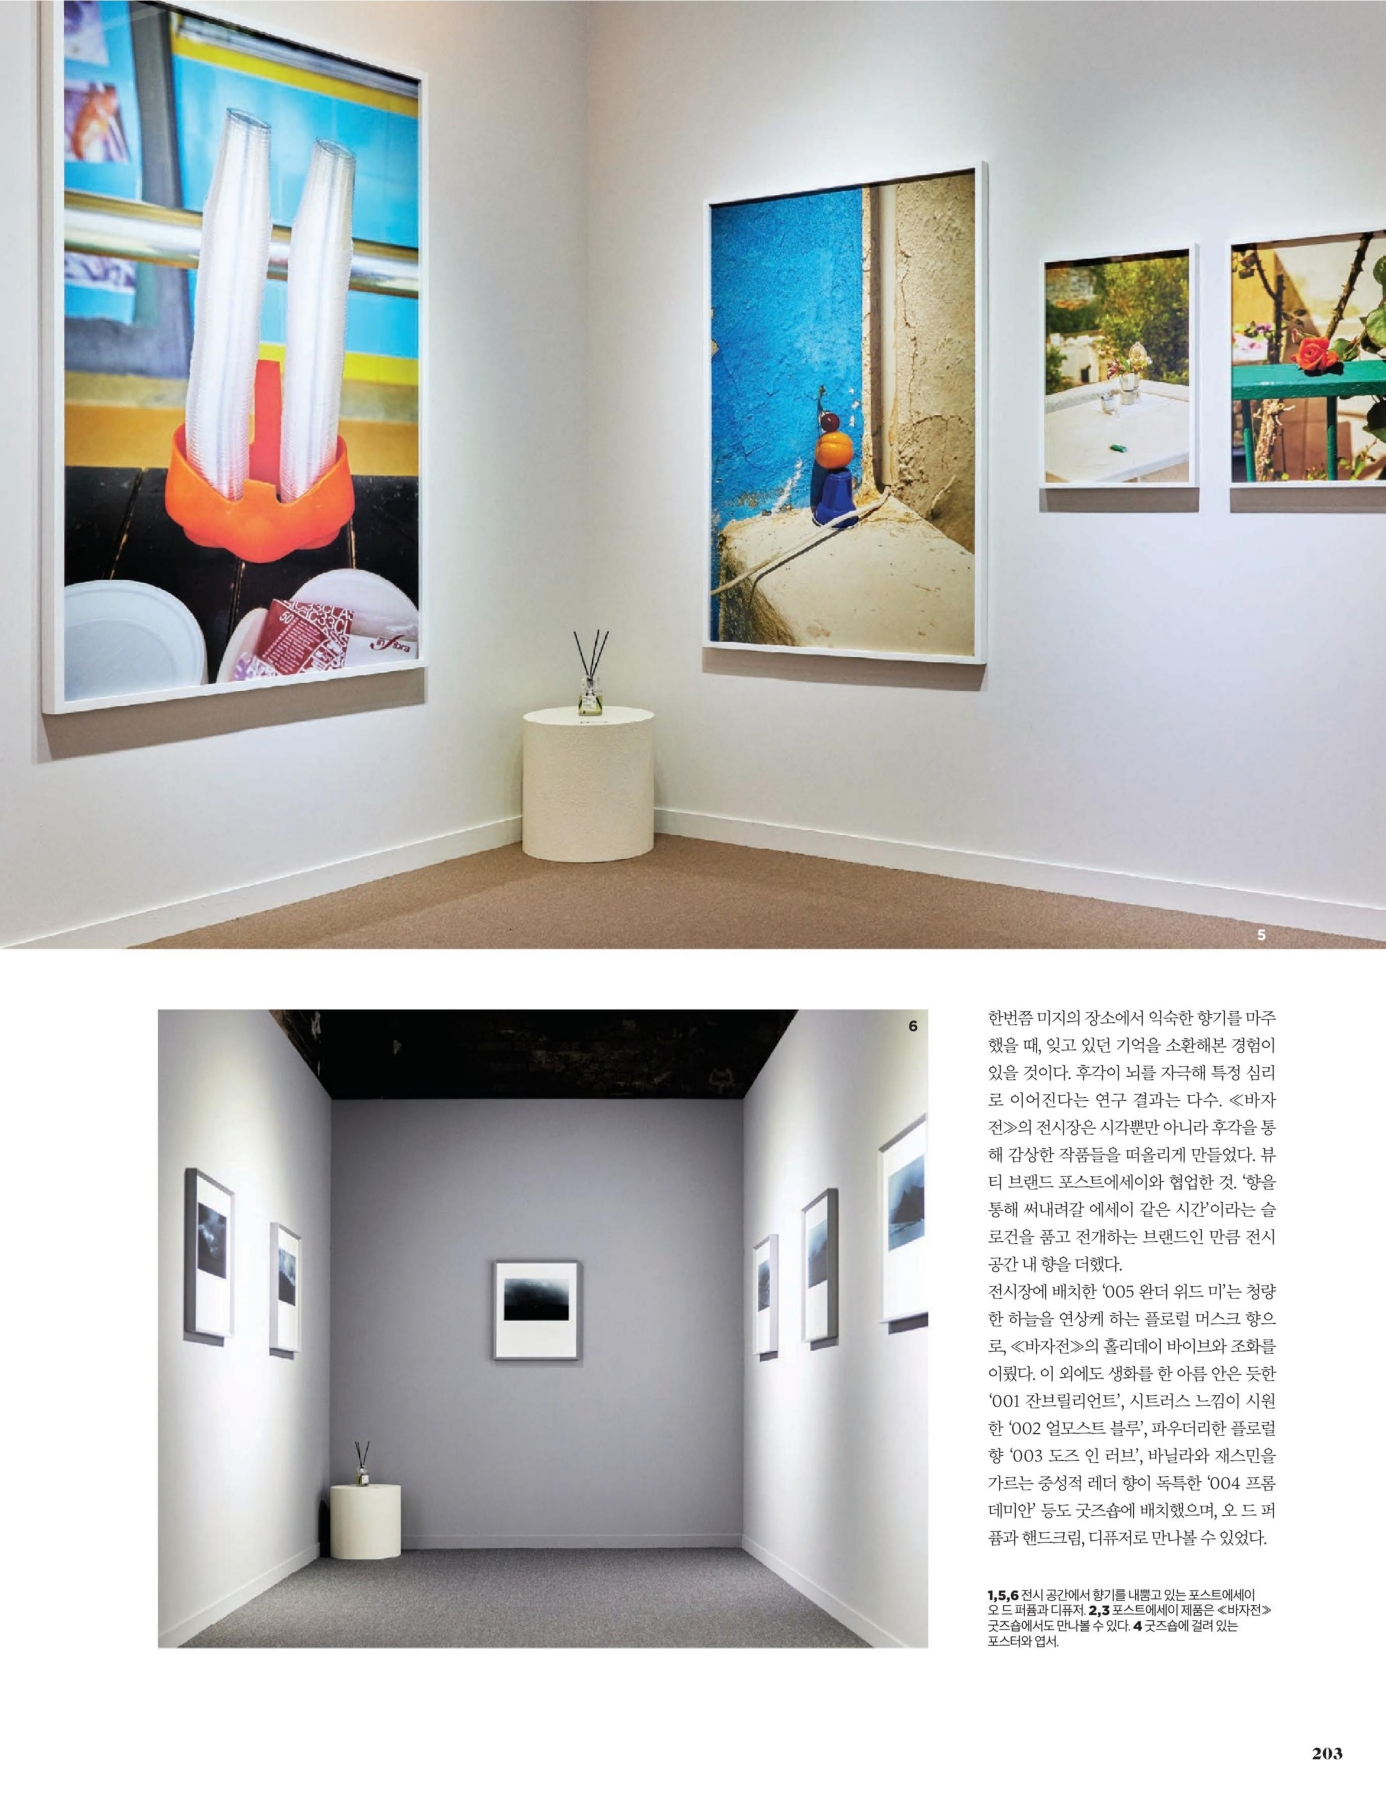 50
infibra
5
6
한번쯤 미지의 장소에서 익숙한 향기를 마주
했을 때, 잊고 있던 기억을 소환해본 경험이
있을 것이다. 후각이 뇌를 자극해 특정 심리
로 이어진다는 연구 결과는 다수. ≪바자
전≫의 전시장은 시각뿐만 아니라 후각을 통
해 감상한 작품들을 떠올리게 만들었다. 뷰
티 브랜드 포스트에세이와 협업한 것. ‘향을
통해 써내려갈 에세이 같은 시간’이라는 슬
로건을 품고 전개하는 브랜드인 만큼 전시
공간 내 향을 더했다.
전시장에 배치한 ‘005 완더 위드 미’는 청량
한 하늘을 연상케 하는 플로럴 머스크 향으
로, ≪바자전≫의 홀리데이 바이브와 조화를
이뤘다. 이 외에도 생화를 한 아름 안은 듯한
‘001 잔브릴리언트’, 시트러스 느낌이 시원
한 ‘002 얼모스트 블루’, 파우더리한 플로럴
향 ‘003 도즈 인 러브’, 바닐라와 재스민을
가르는 중성적 레더 향이 독특한 ‘004 프롬
데미안’ 등도 굿즈숍에 배치했으며, 오 드 퍼
퓸과 핸드크림, 디퓨저로 만나볼 수 있었다.
1,5,6 전시 공간에서 향기를 내뿜고 있는 포스트에세이
오 드 퍼퓸과 디퓨저. 2,3 포스트에세이 제품은 ≪바자전≫
굿즈숍에서도 만나볼 수 있다. 4 굿즈숍에 걸려 있는
포스터와 엽서.
203